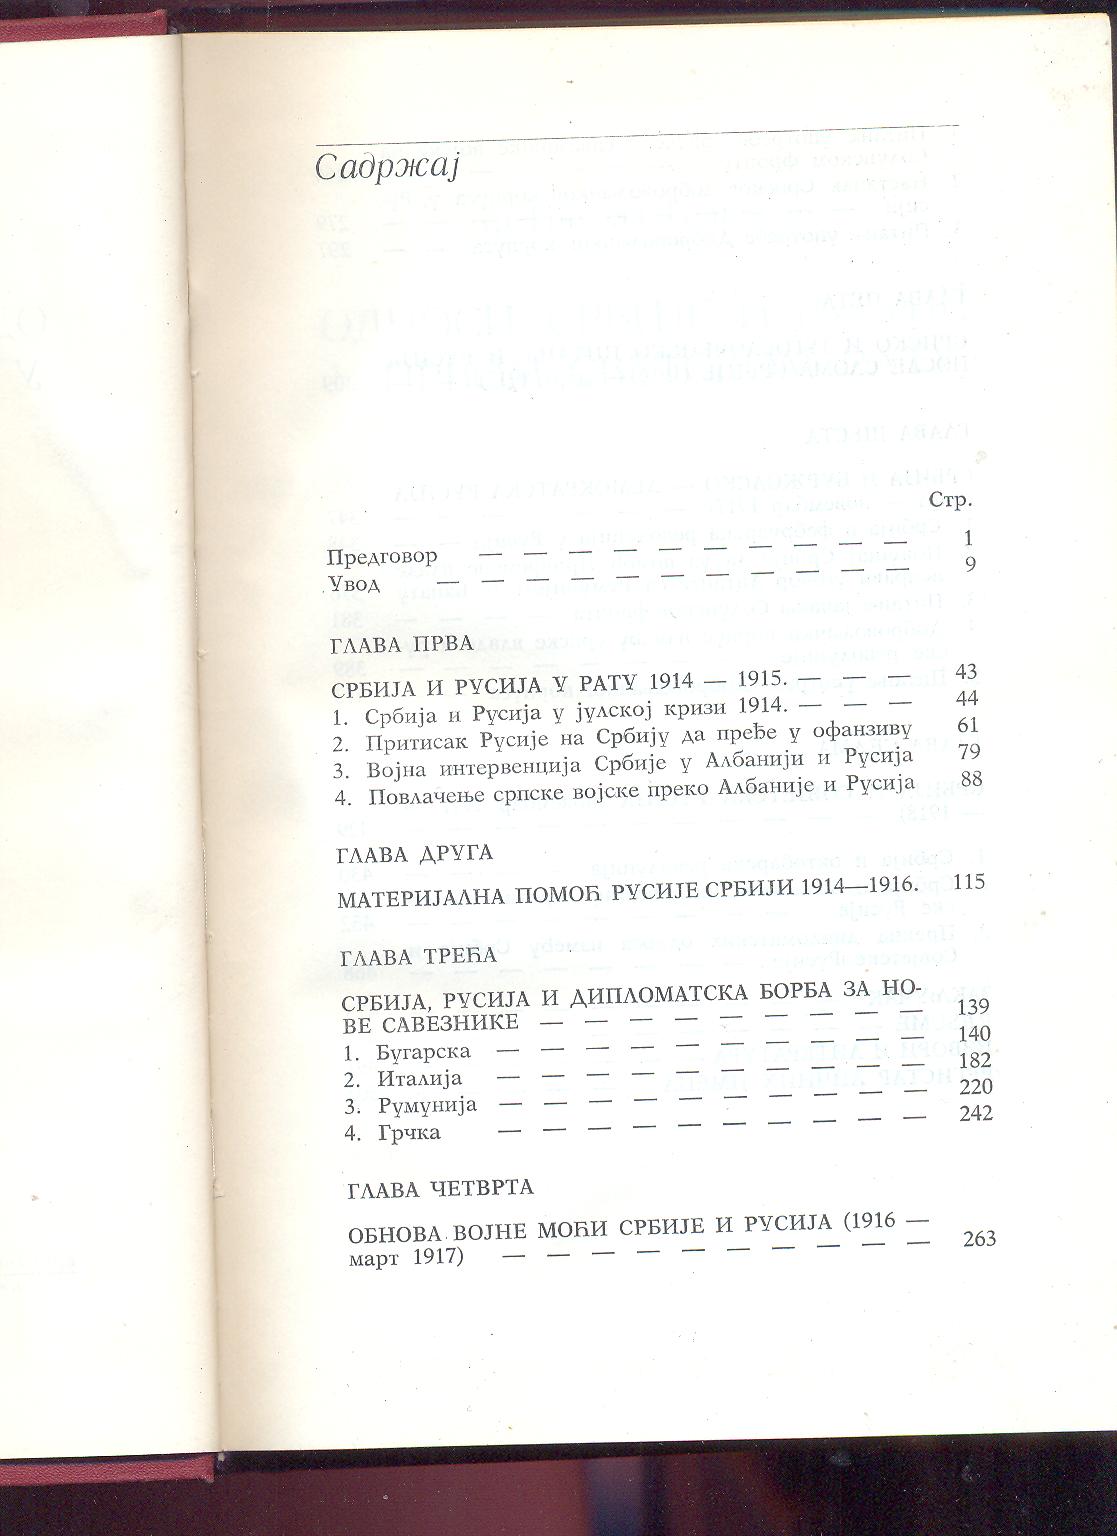 Садржај
Стр.
Предговор — — — — — — — — — — 1
Увод — — — — — — — — — — — 9
ГЛАВА ПРВА
СРБИЈА И РУСИЈА У РАТУ 1914 — 1915. — — — — 43
1. Србија и Русија у јулској кризи 1914. — — — 44
2. Притисак Русије на Србију да пређе у офанзиву 61
3. Војна интервенција Србије у Албанији и Русија 79
4. Повлачење српске војске преко Албаније и Русија 88
ГЛАВА ДРУГА
МАТЕРИЈАЛНА ПОМОЋ РУСИЈЕ СРБИЈИ 1914—1916. 115
ГЛАВА ТРЕЋА
СРБИЈА, РУСИЈА И ДИПЛОМАТСКА БОРБА ЗА НО-
ВЕ САВЕЗНИКЕ — — — — — — — — — 139
1. Бугарска — — — — — — — — — — 140
2. Италија — — — — — — — — — — 182
3. Румунија — — — — — — — — — — 220
4. Грчка — — — — — — — — — — 242
ГЛАВА ЧЕТВРТА
ОБНОВА ВОЈНЕ МОЋИ СРБИЈЕ И РУСИЈА (1916 —
март 1917) — — — — — — — — — — 263